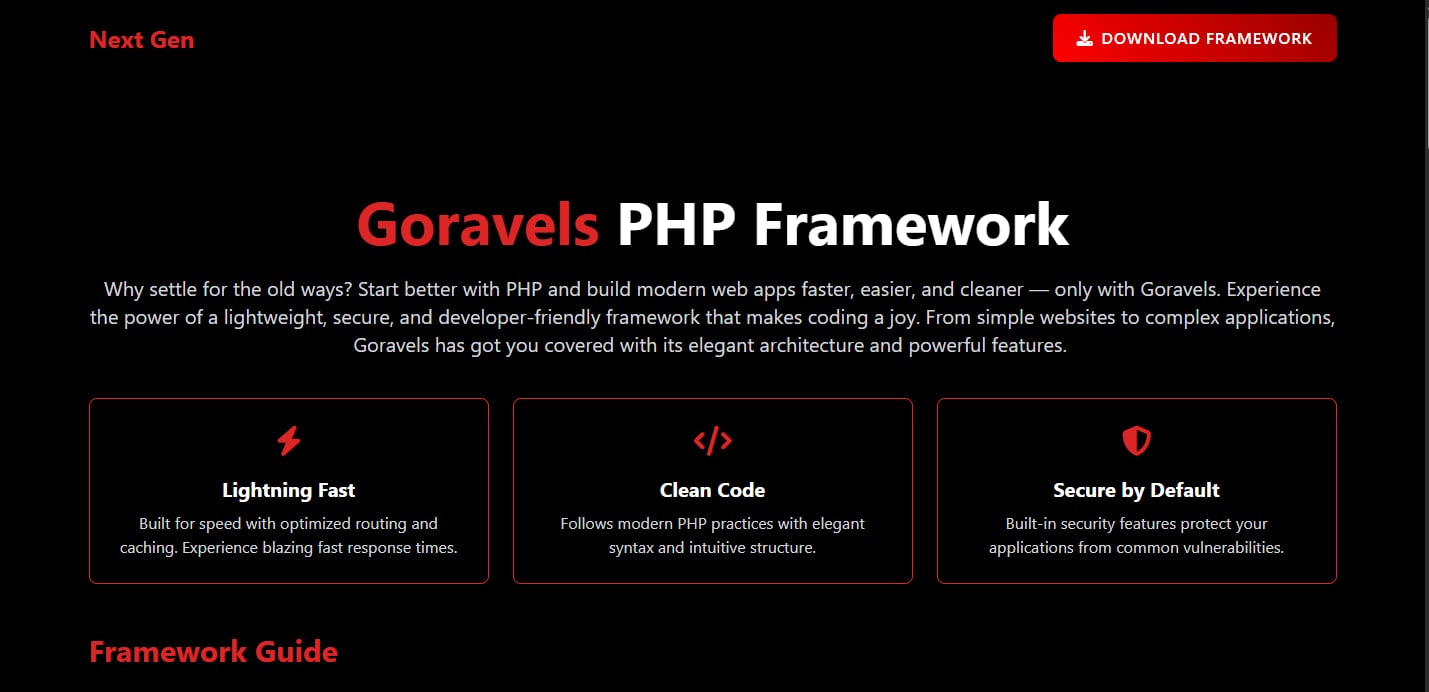 Next Gen
DOWNLOAD FRAMEWORK
Goravels PHP Framework
Why settle for the old ways? Start better with PHP and build modern web apps faster, easier, and cleaner — only with Goravels. Experience
the power of a lightweight, secure, and developer-friendly framework that makes coding a joy. From simple websites to complex applications,
Goravels has got you covered with its elegant architecture and powerful features.
Lightning Fast
Built for speed with optimized routing and
caching. Experience blazing fast response times.
Clean Code
Follows modern PHP practices with elegant
syntax and intuitive structure.
Secure by Default
Built-in security features protect your
applications from common vulnerabilities.
Framework Guide